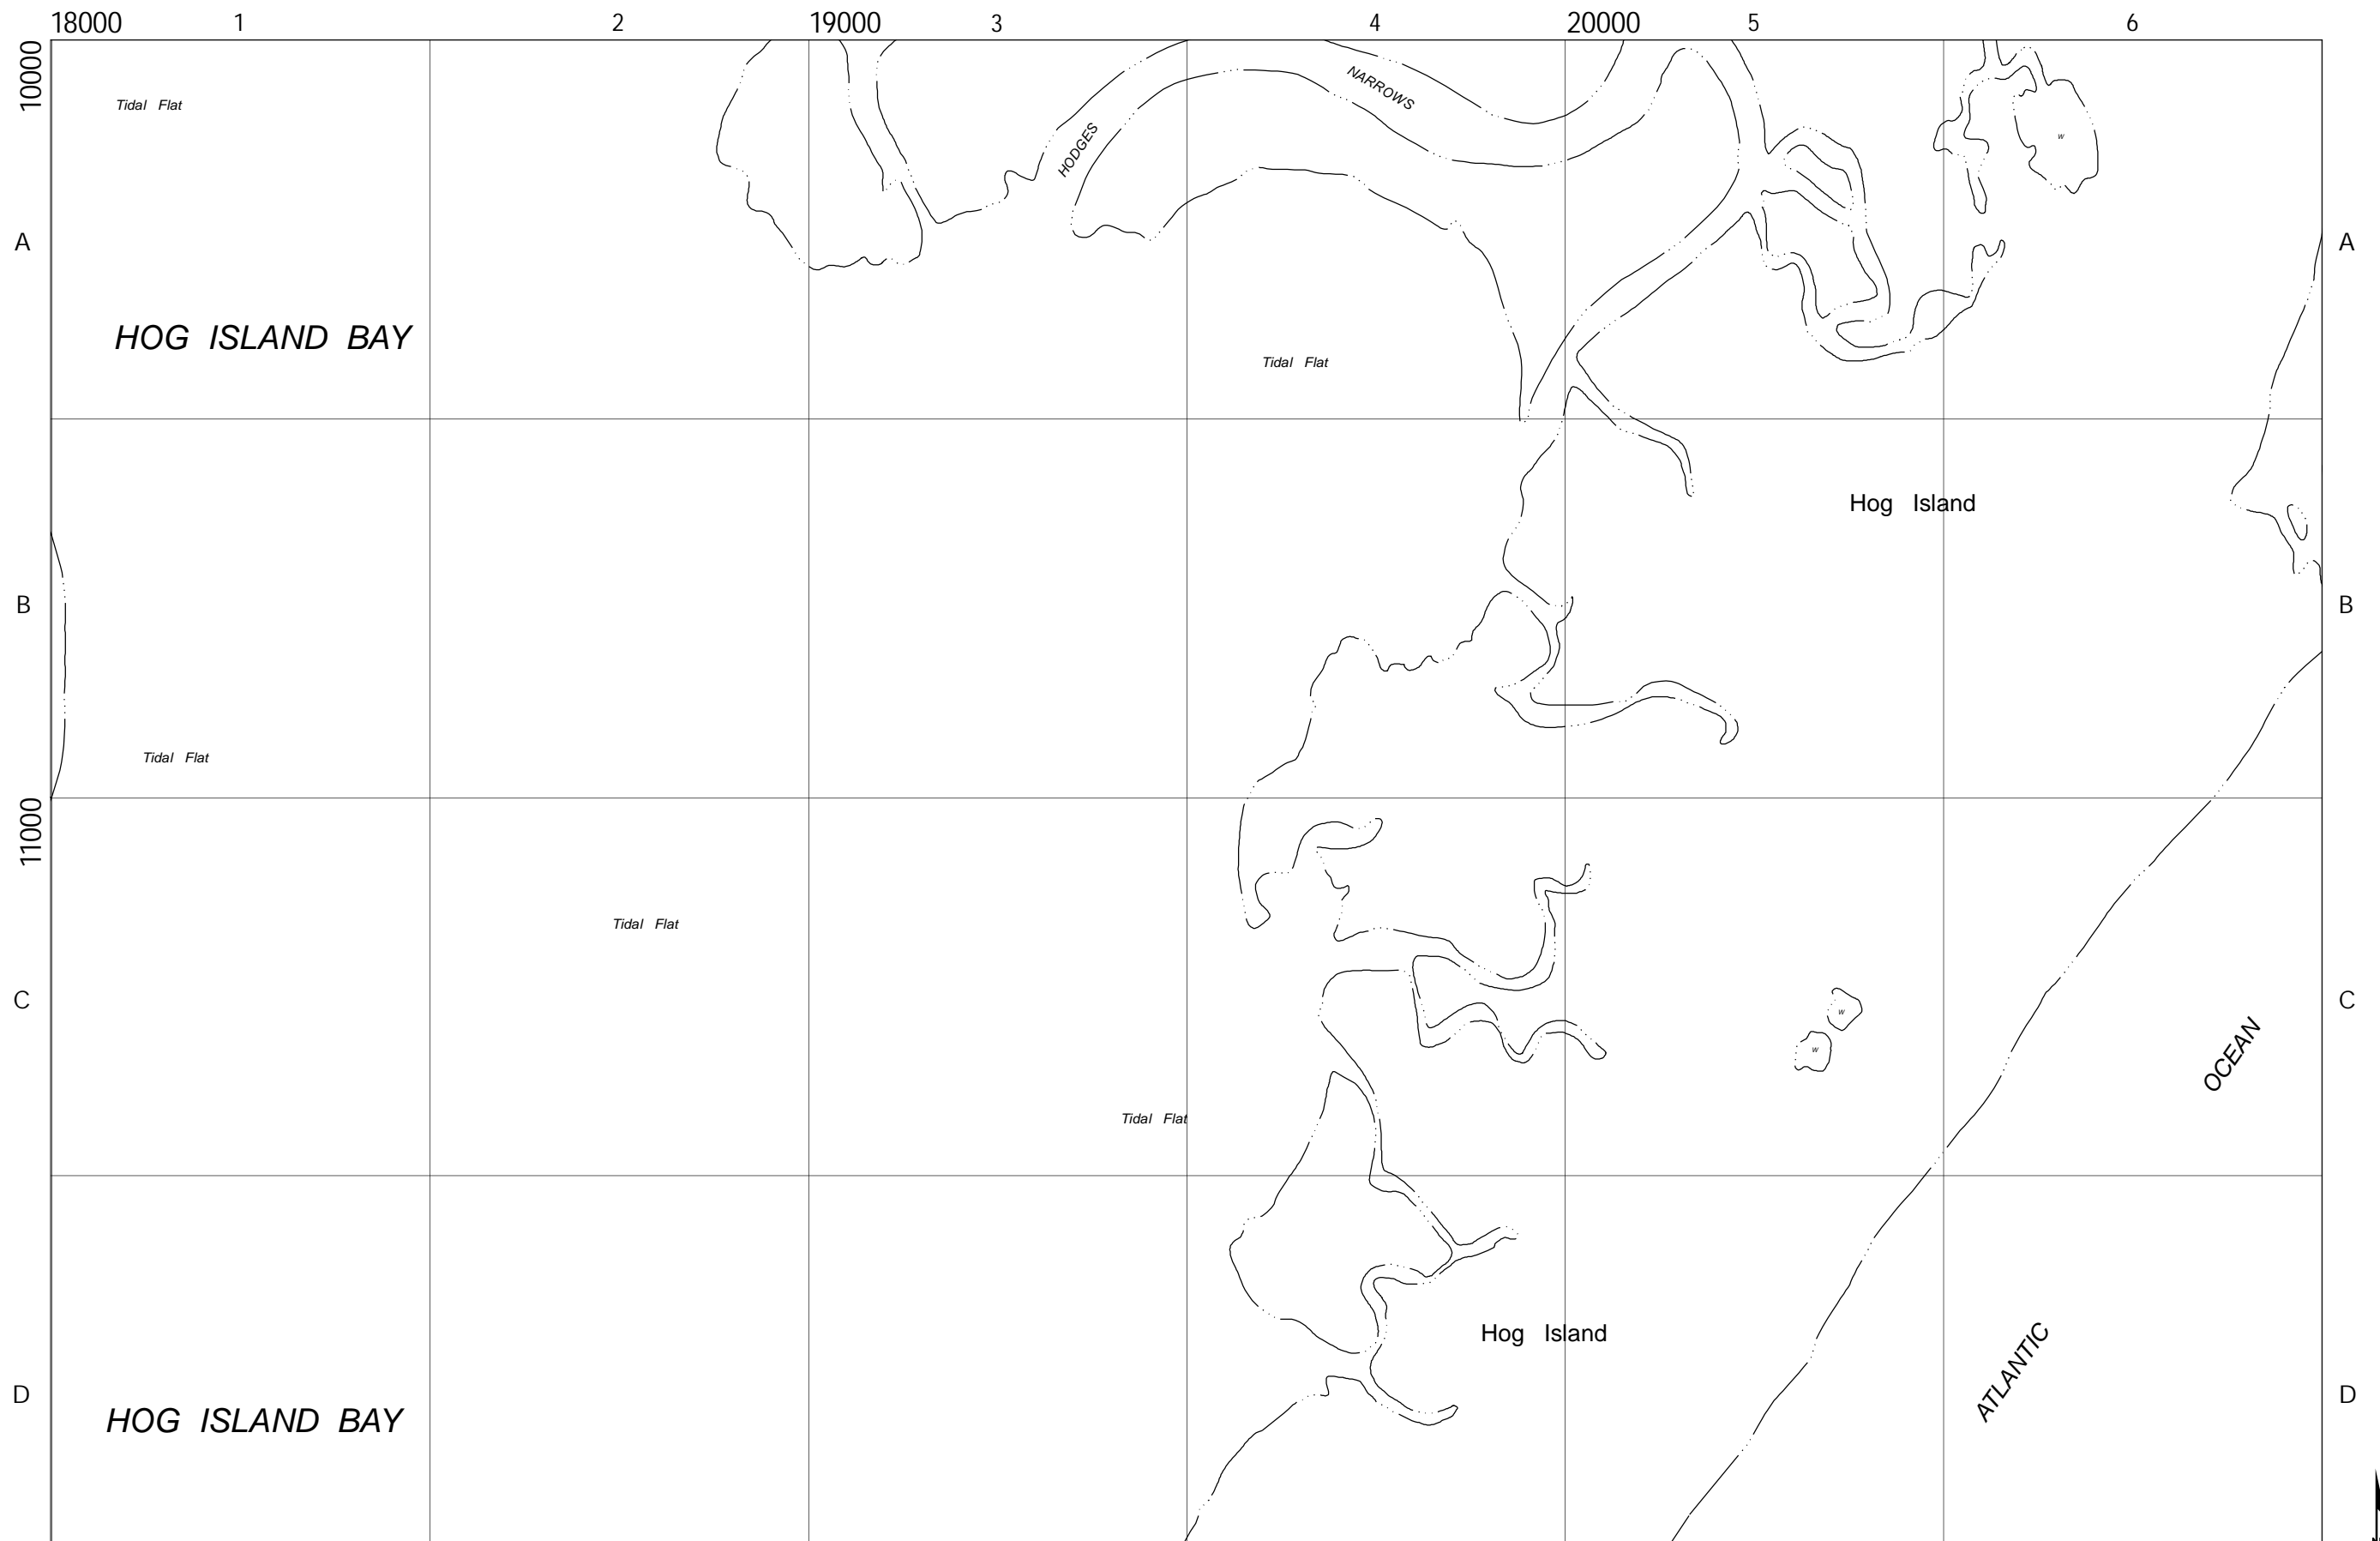 18000 1 2 19000 3 4 20000 5 6
10000
Tidal Flat
HODGES
NARROWS
w
A A
HOG ISLAND BAY
Tidal Flat
Hog Island
B B
Tidal Flat
11000
Tidal Flat
C C
w
w
OCEAN
Tidal Flat
Hog Island
ATLANTIC
D D
HOG ISLAND BAY